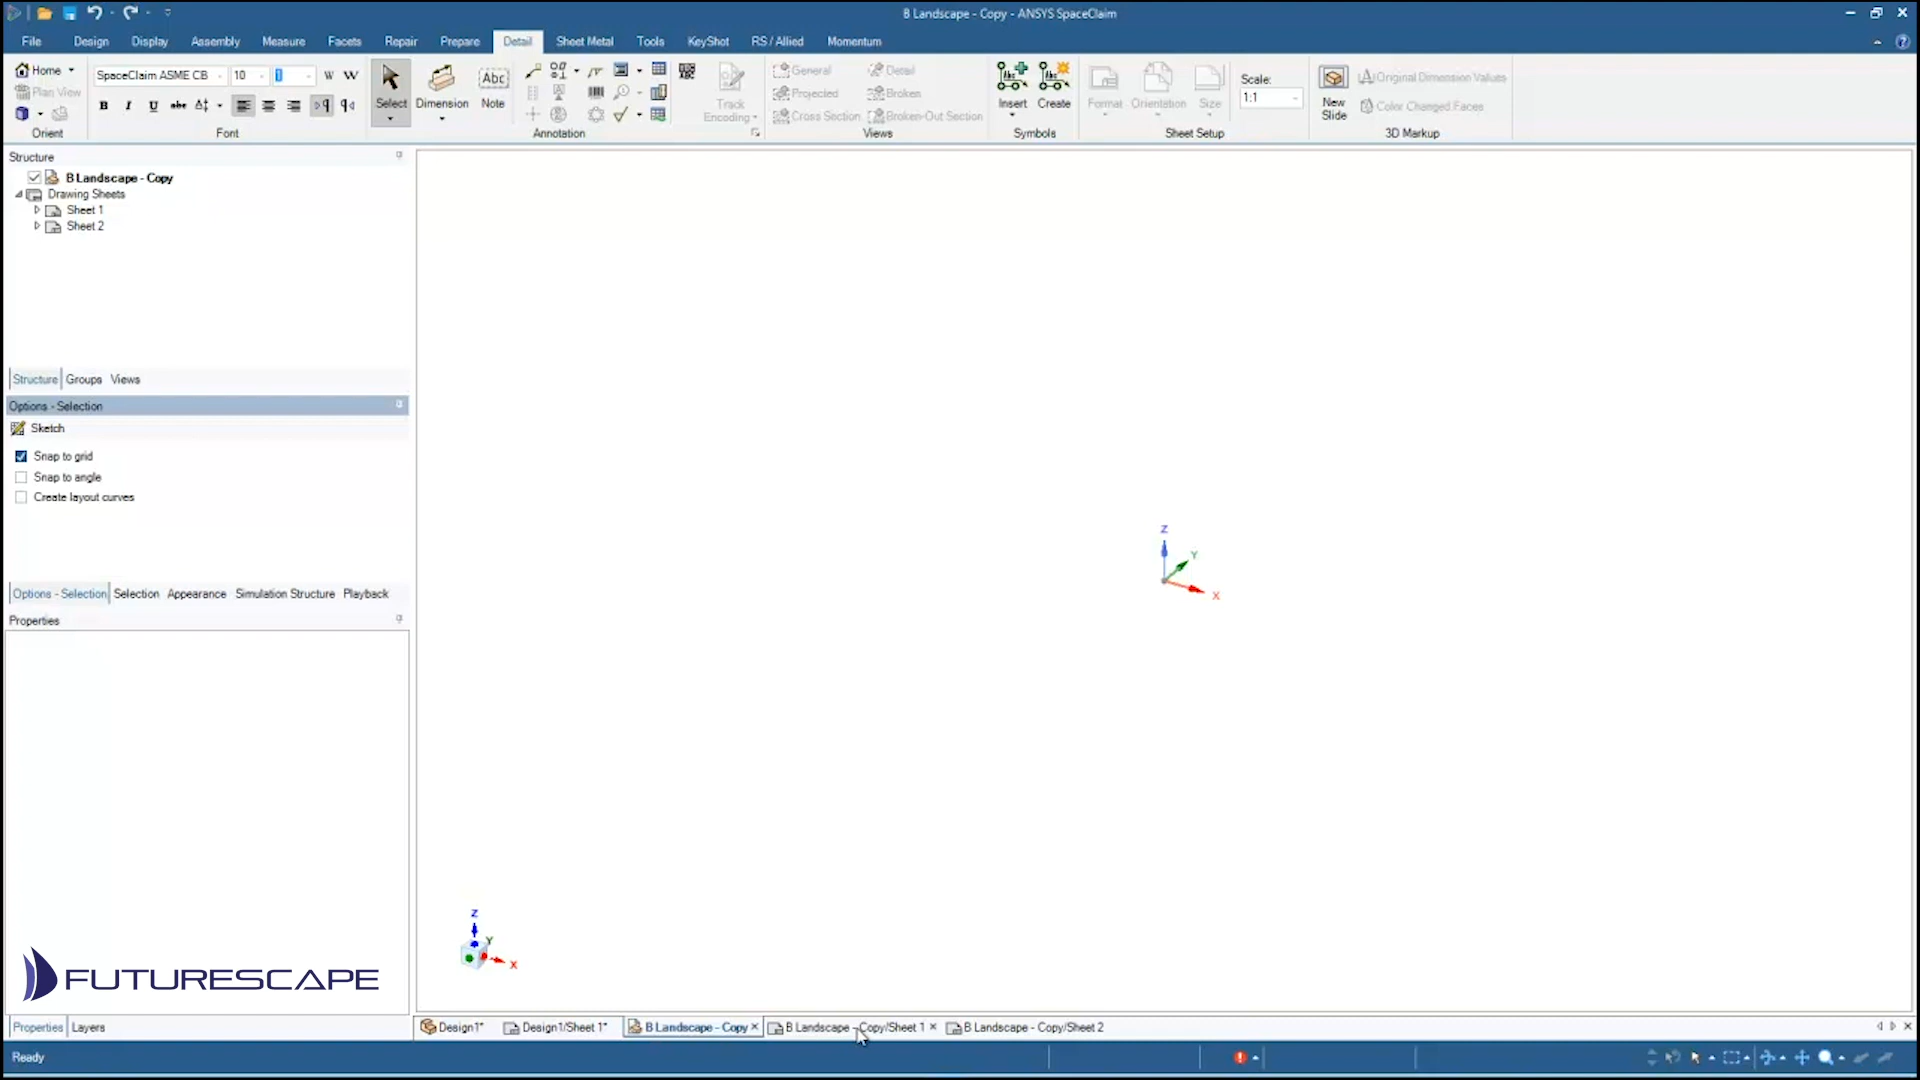 B Landscape - Copy - ANSYS SpaceClaim
File Design Display Assembly Measure Facets Repair Prepare Detail Sheet Metal Tools KeyShot RS / Allied Momentum
Home
Plan View
Orient
SpaceClaim ASME CB 10 1 W W
B I U abc
Font
Select
Dimension
Abc
Note
Annotation
Track
Encoding
General
Projected
Cross Section
Detail
Broken
Broken-Out Section
Views
Insert
Create
Symbols
Format
Orientation
Size
Scale:
1:1
Sheet Setup
New
Slide
Original Dimension Values
Color Changed Faces
3D Markup
Structure
B Landscape - Copy
Drawing Sheets
Sheet 1
Sheet 2
Structure Groups Views
Options - Selection
Sketch
Snap to grid
Snap to angle
Create layout curves
Options - Selection Selection Appearance Simulation Structure Playback
Properties
Z
Y
X
Z
Y
X
FUTURESCAPE
Properties Layers
Design1* Design1/Sheet 1* B Landscape - Copy B Landscape - Copy/Sheet 1 B Landscape - Copy/Sheet 2
Ready